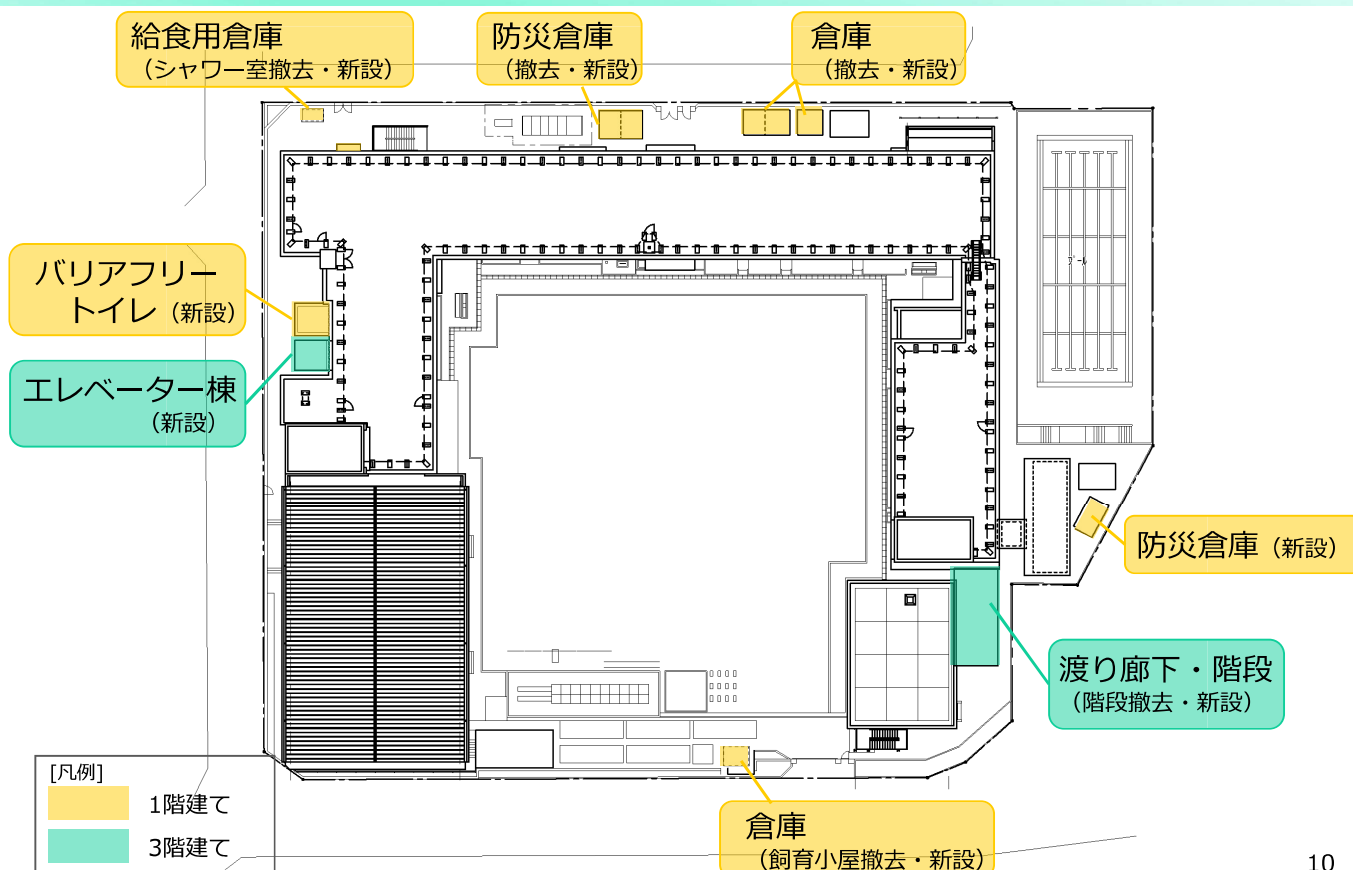 給食用倉庫
（シャワー室撤去・新設）
防災倉庫
（撤去・新設）
倉庫
（撤去・新設）
バリアフリー
トイレ（新設）
エレベーター棟
（新設）
プール
防災倉庫（新設）
渡り廊下・階段
（階段撤去・新設）
倉庫
（飼育小屋撤去・新設）
[凡例]
1階建て
3階建て
10